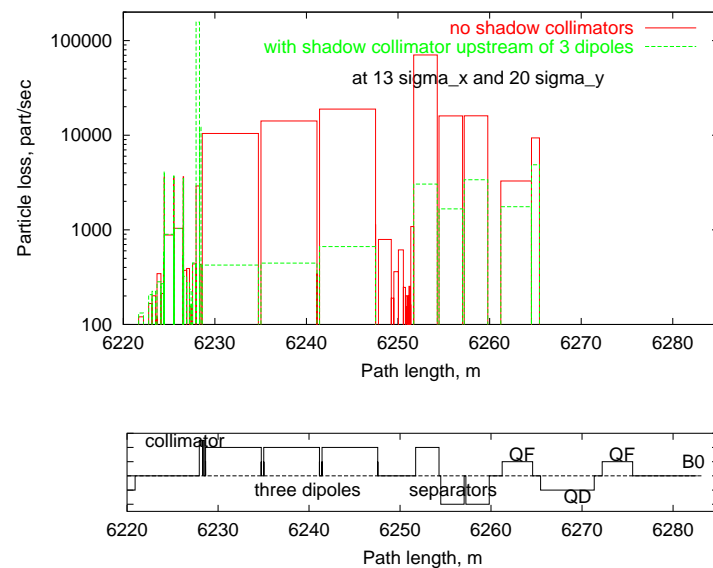 no shadow collimators
with shadow collimator upstream of 3 dipoles
at 13 sigma_x and 20 sigma_y
Particle loss, part/sec
100000
10000
1000
100
6220 6230 6240 6250 6260 6270 6280
Path length, m
collimator
QF QF
B0
three dipoles separators
QD
6220 6230 6240 6250 6260 6270 6280
Path length, m